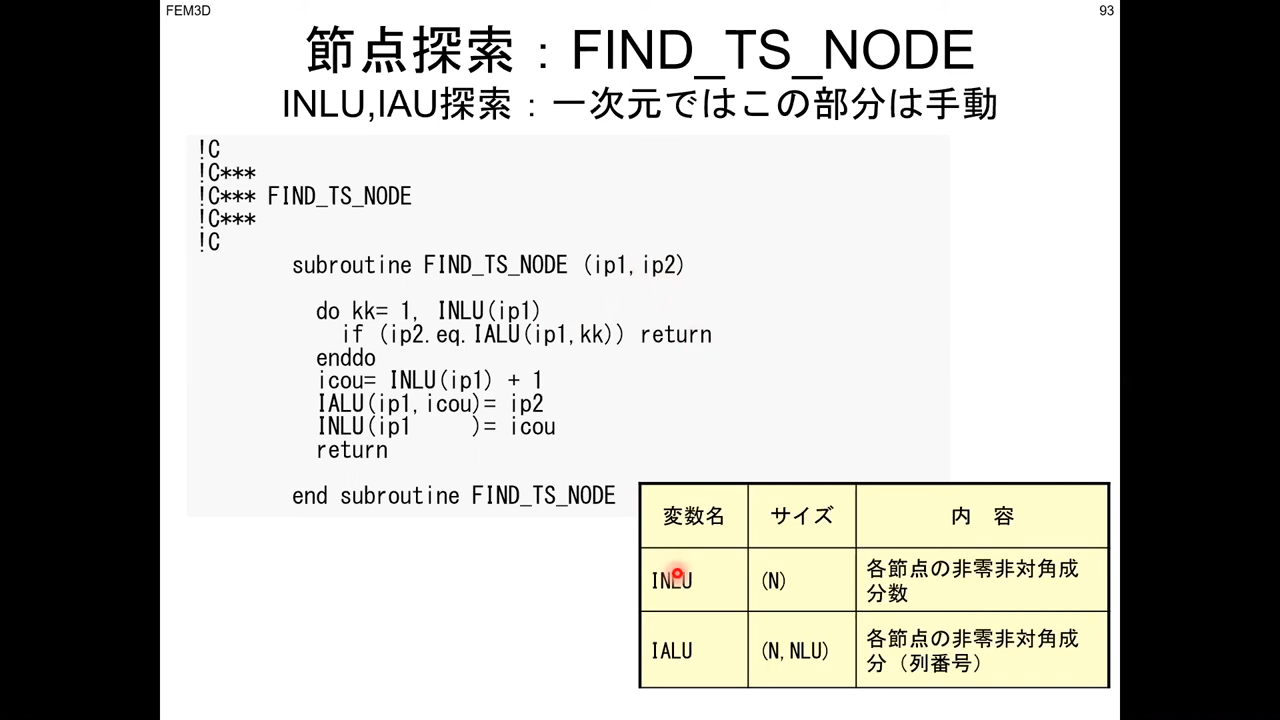 FEM3D
93
節点探索：FIND_TS_NODE
INLU,IAU探索：一次元ではこの部分は手動
!C
!C***
!C*** FIND_TS_NODE
!C***
!C
subroutine FIND_TS_NODE (ip1,ip2)
do kk= 1, INLU(ip1)
if (ip2.eq.IALU(ip1,kk)) return
enddo
icou= INLU(ip1) + 1
IALU(ip1,icou)= ip2
INLU(ip1     )= icou
return
end subroutine FIND_TS_NODE
変数名 サイズ 内　容
INLU (N) 各節点の非零非対角成
分数
IALU (N,NLU) 各節点の非零非対角成
分（列番号）